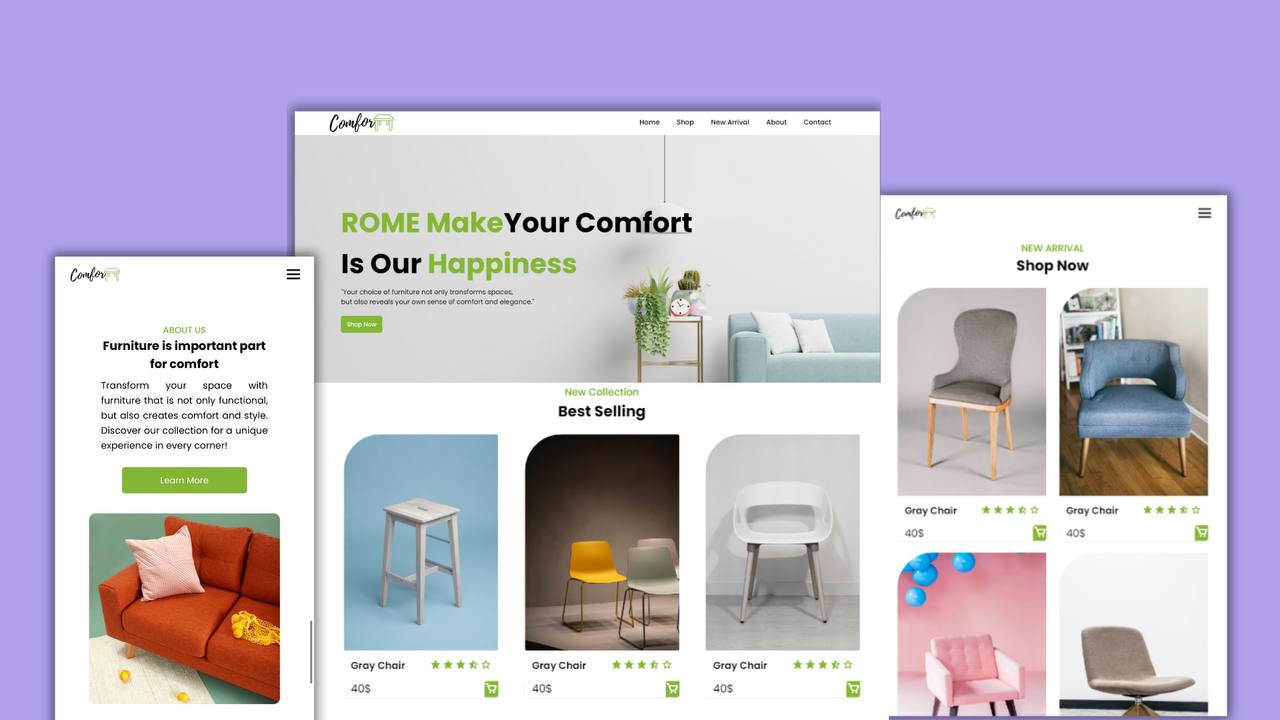 Comfor
Home Shop New Arrival About Contact
ROME MakeYour Comfort
Is Our Happiness
"Your choice of furniture not only transforms spaces,
but also reveals your own sense of comfort and elegance."
Shop Now
New Collection
Best Selling
Gray Chair
40$
Gray Chair
40$
Gray Chair
40$
Comfor
ABOUT US
Furniture is important part
for comfort
Transform your space with
furniture that is not only functional,
but also creates comfort and style.
Discover our collection for a unique
experience in every corner!
Learn More
Comfor
NEW ARRIVAL
Shop Now
Gray Chair
40$
Gray Chair
40$